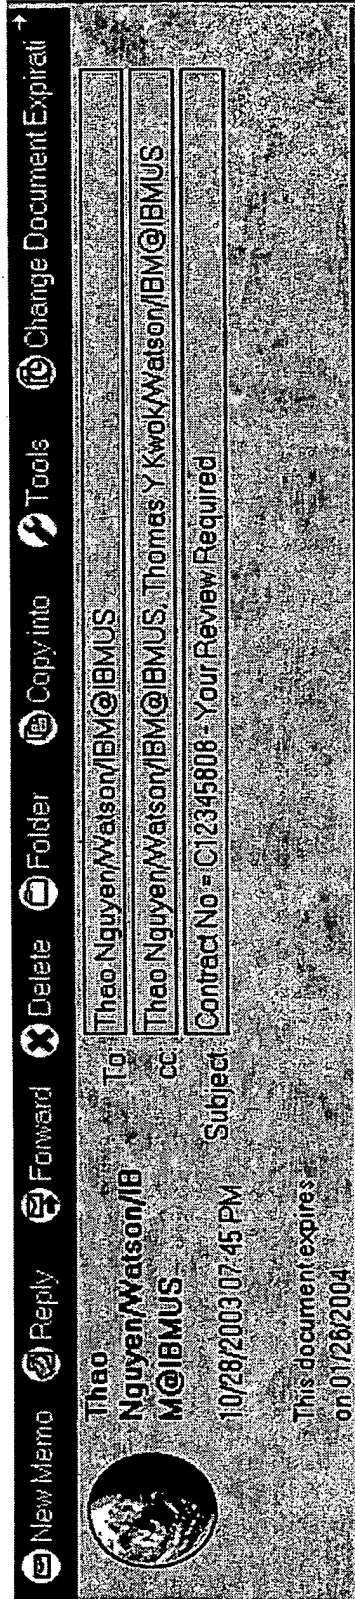 New Memo Reply Forward Delete Folder Copy into Tools Change Document Expirati
Thao
Nguyen/Watson/IB
M@IBMUS
10/28/2003 07:45 PM
This document expires
on 01/26/2004
To Thao Nguyen/Watson/IBM@IBMUS
cc Thao Nguyen/Watson/IBM@IBMUS, Thomas Y Kwok/Watson/IBM@IBMUS
Subject Contract No = C12345808 - Your Review Required